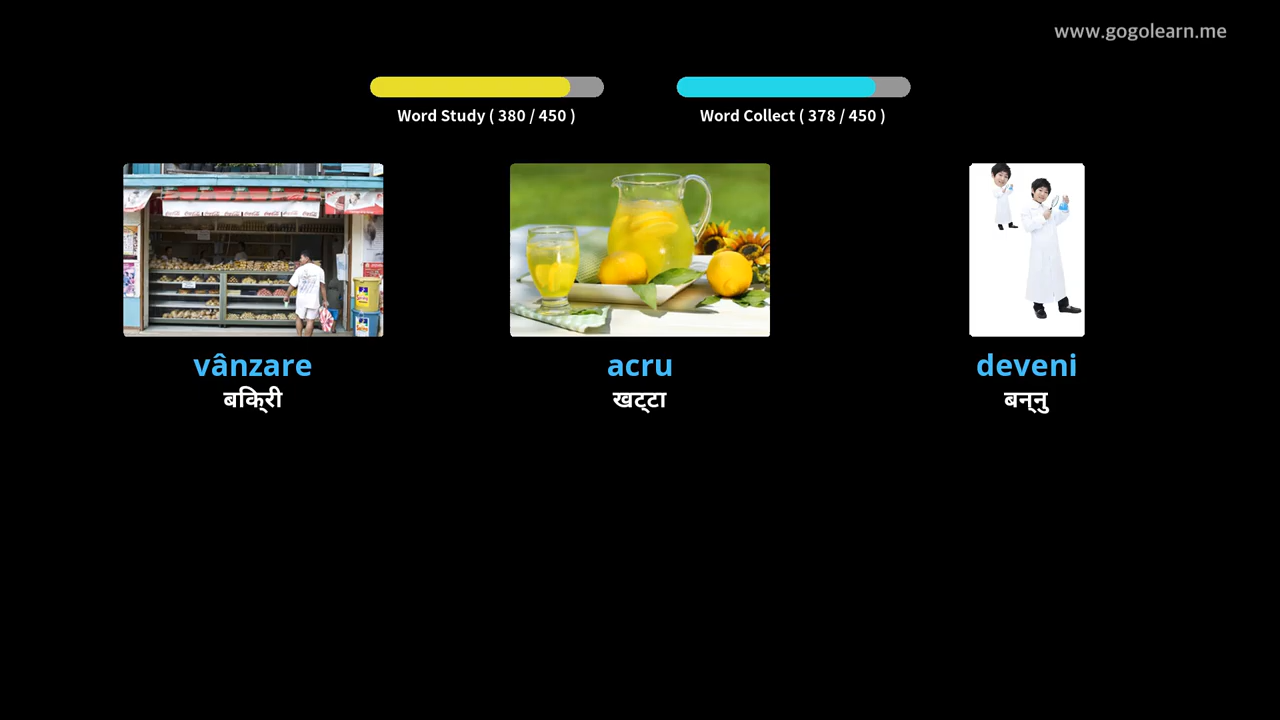 www.gogolearn.me
Word Study ( 380 / 450 )
Word Collect ( 378 / 450 )
vânzare
acru
deveni
बिक्री
खट्टा
बन्नु